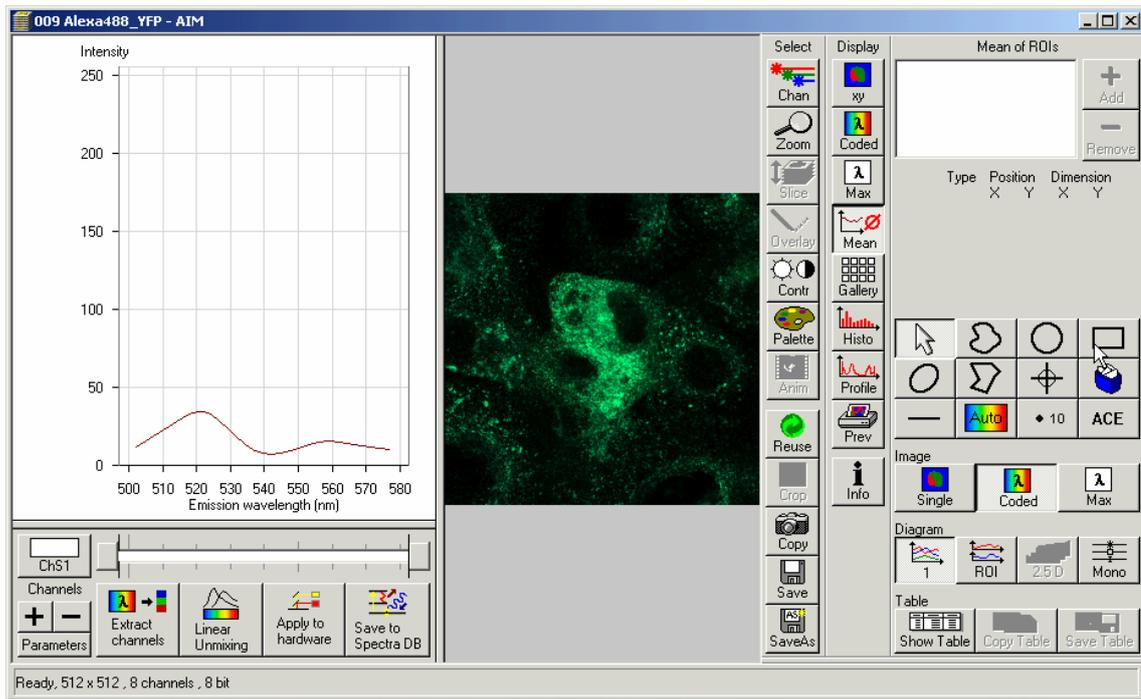 009 Alexa488_YFP - AIM
Intensity
250
200
150
100
50
0
500 510 520 530 540 550 560 570 580
Emission wavelength (nm)
ChS1
Channels
+ −
Parameters
Extract channels
Linear Unmixing
Apply to hardware
Save to Spectra DB
Select
Chan
Zoom
Slice
Overlay
Contr
Palette
Anim
Reuse
Crop
Copy
Save
AS
SaveAs
Display
xy
λ
Coded
λ
Max
Mean
Gallery
Histo
Profile
Prev
i
Info
Mean of ROIs
+
Add
−
Remove
Type Position Dimension
X Y X Y
Auto 10 ACE
Image
λ λ
Single Coded Max
Diagram
1 ROI 2.5 D Mono
Table
Show Table Copy Table Save Table
Ready, 512 x 512 , 8 channels , 8 bit